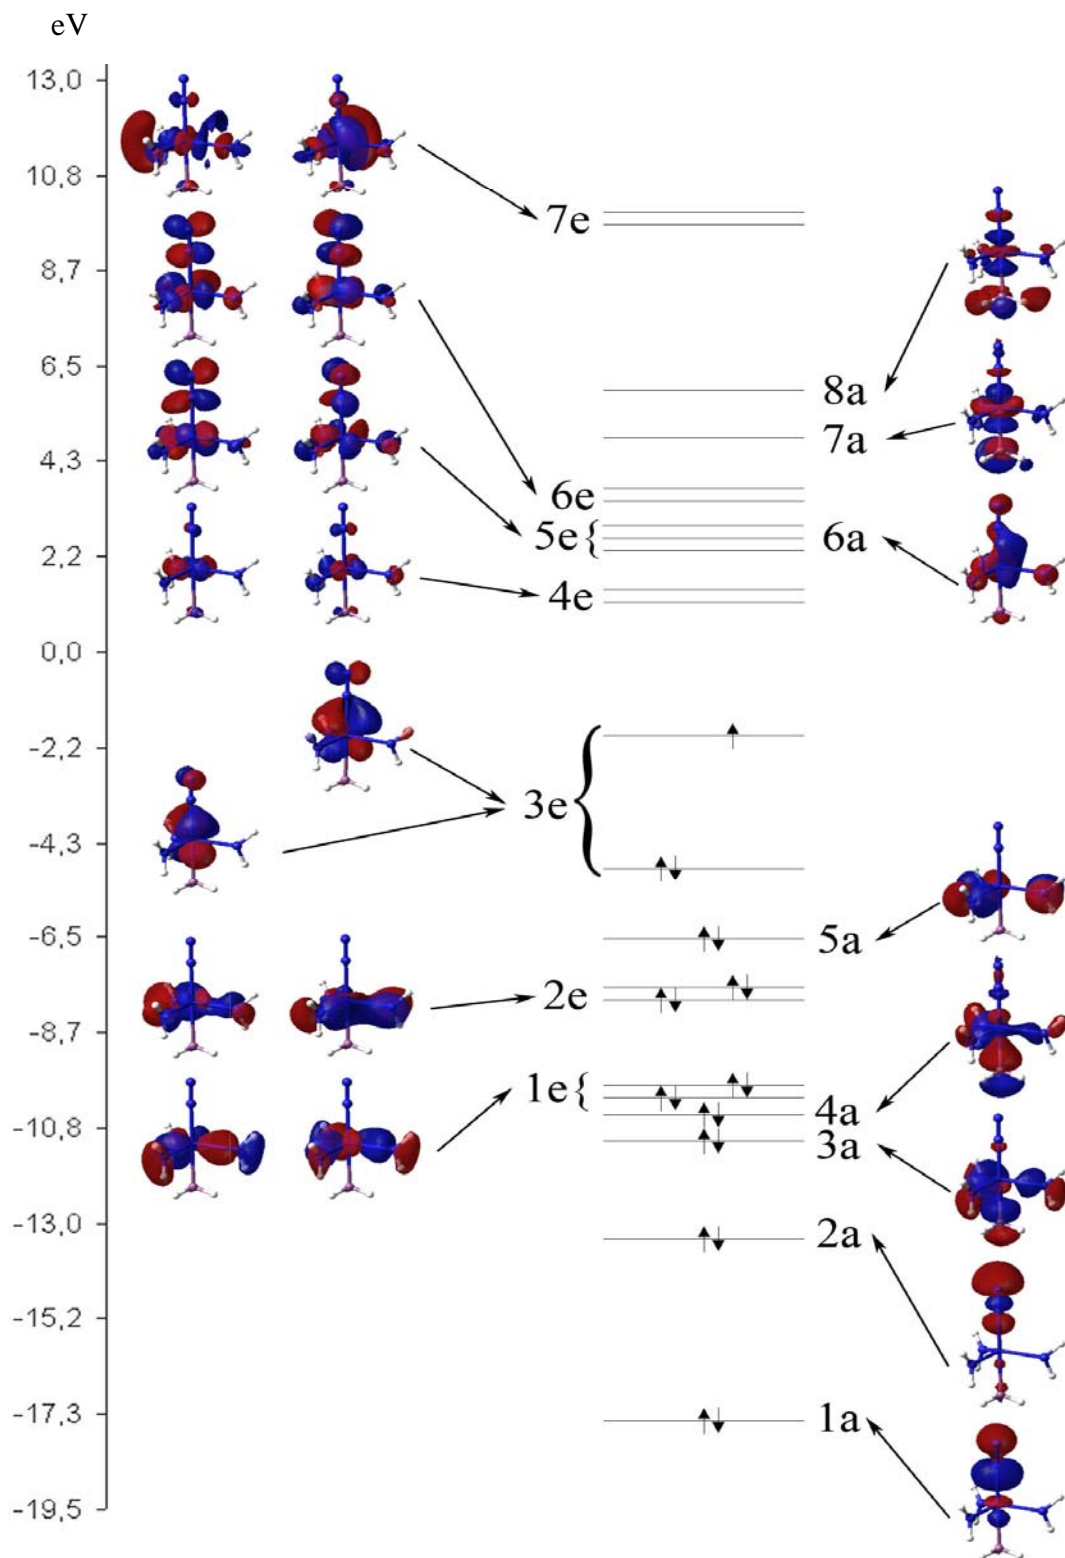 eV
13,0
10,8
7e
8,7
6,5
8a
7a
4,3
6e
5e {
6a
2,2
4e
0,0
-2,2
3e {
-4,3
-6,5
5a
2e
-8,7
1e {
4a
-10,8
3a
-13,0
2a
-15,2
-17,3
1a
-19,5